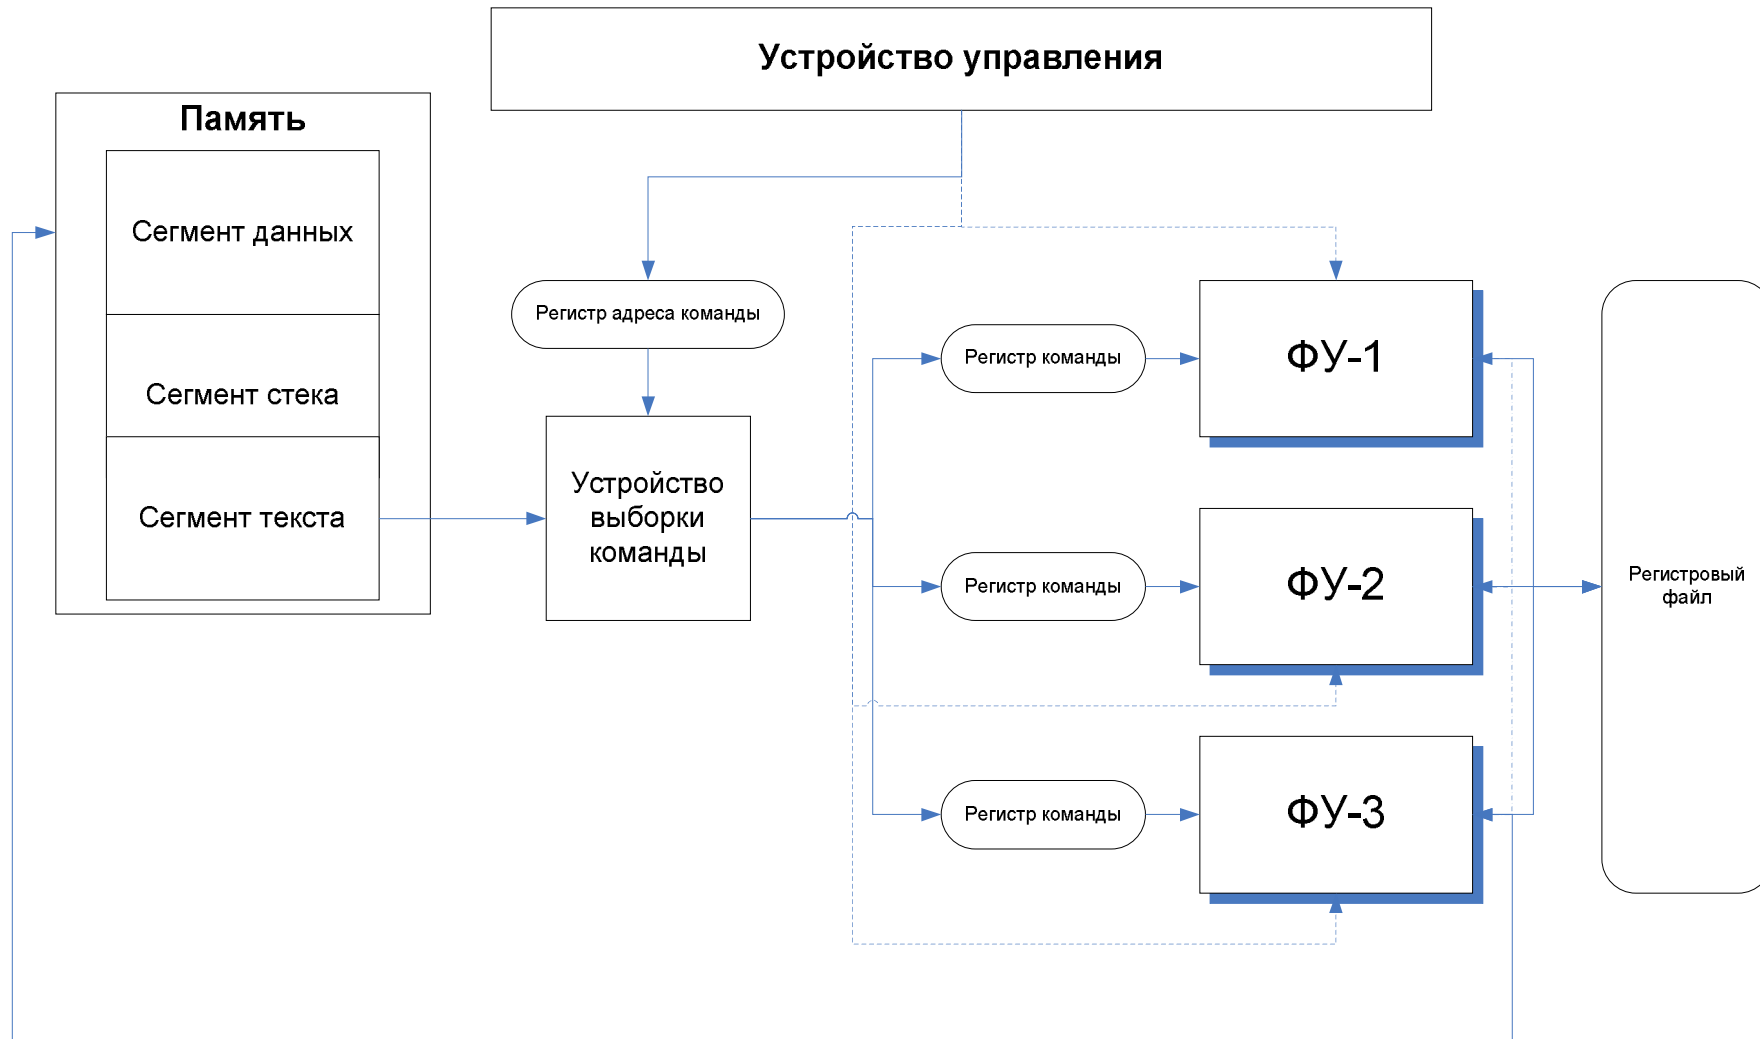 Устройство управления
Память
Сегмент данных
Сегмент стека
Сегмент текста
Регистр адреса команды
Устройство
выборки
команды
Регистр команды
ФУ-1
Регистр команды
ФУ-2
Регистр команды
ФУ-3
Регистровый
файл